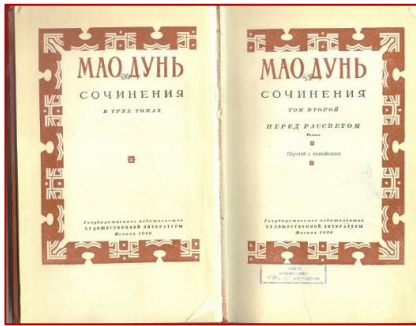 МАО ДУНЬ
СОЧИНЕНИЯ
В ТРЕХ ТОМАХ
Государственное издательство
ХУДОЖЕСТВЕННОЙ ЛИТЕРАТУРЫ
Москва
МАО ДУНЬ
СОЧИНЕНИЯ
ТОМ ВТОРОЙ
ПЕРЕД РАССВЕТОМ
Роман
Перевод с китайского
Государственное издательство
ХУДОЖЕСТВЕННОЙ ЛИТЕРАТУРЫ
Москва